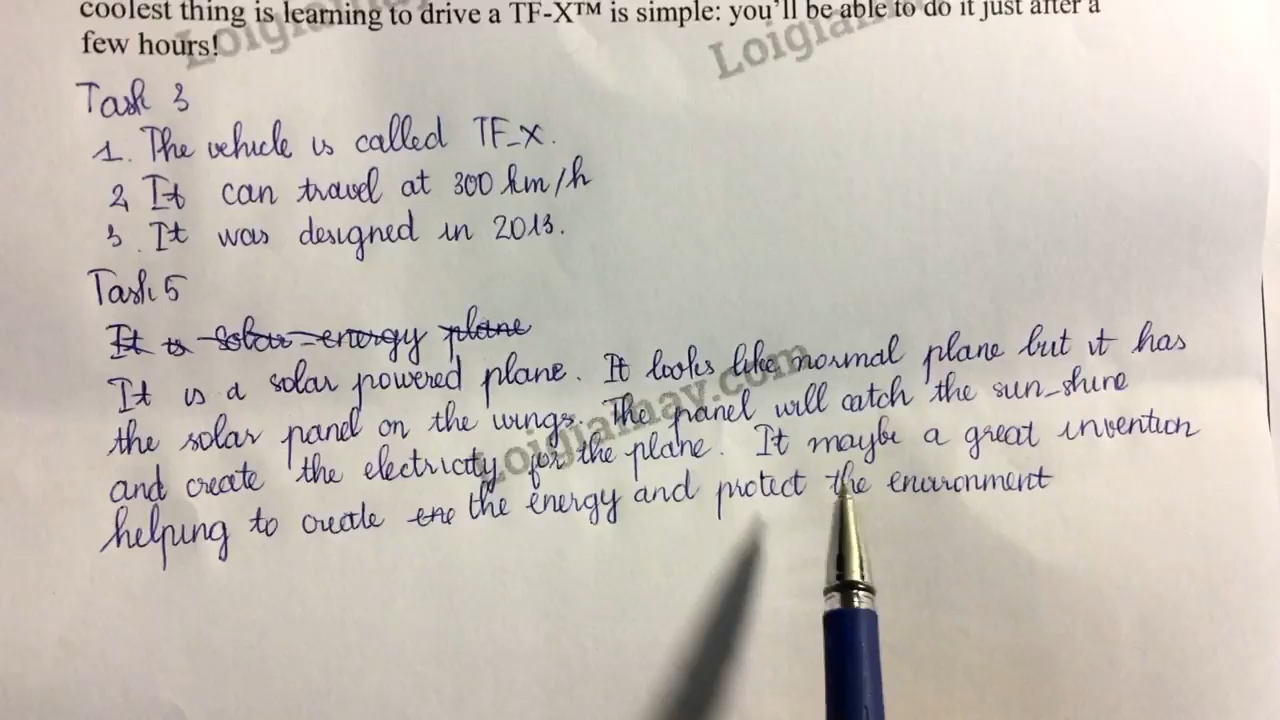 coolest thing is learning to drive a TF-X™ is simple: you'll be able to do it just after a
few hours!
Task 3
1. The vehicle is called TF-X.
2, It can travel at 300 km/h
3. It was designed in 2013.
Task 5
It is solar-energy plane
It is a solar powered plane. It looks like normal plane but it has
the solar panel on the wings. The panel will catch the sun-shine
and create the electricity for the plane. It maybe a great invention
helping to create ene the energy and protect the environment
Loigiahay.com